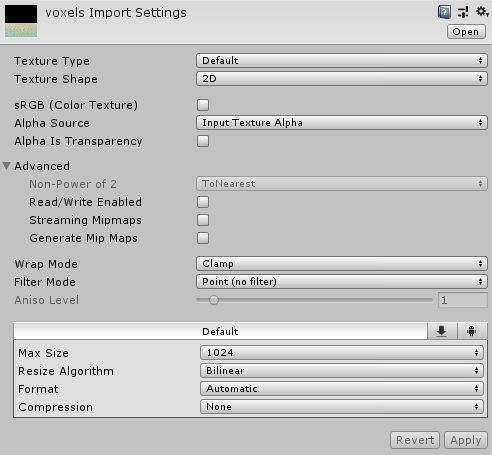 voxels Import Settings
Open
Texture Type Default
Texture Shape 2D
sRGB (Color Texture)
Alpha Source Input Texture Alpha
Alpha Is Transparency
Advanced
Non-Power of 2 ToNearest
Read/Write Enabled
Streaming Mipmaps
Generate Mip Maps
Wrap Mode Clamp
Filter Mode Point (no filter)
Aniso Level 1
Default
Max Size 1024
Resize Algorithm Bilinear
Format Automatic
Compression None
Revert Apply